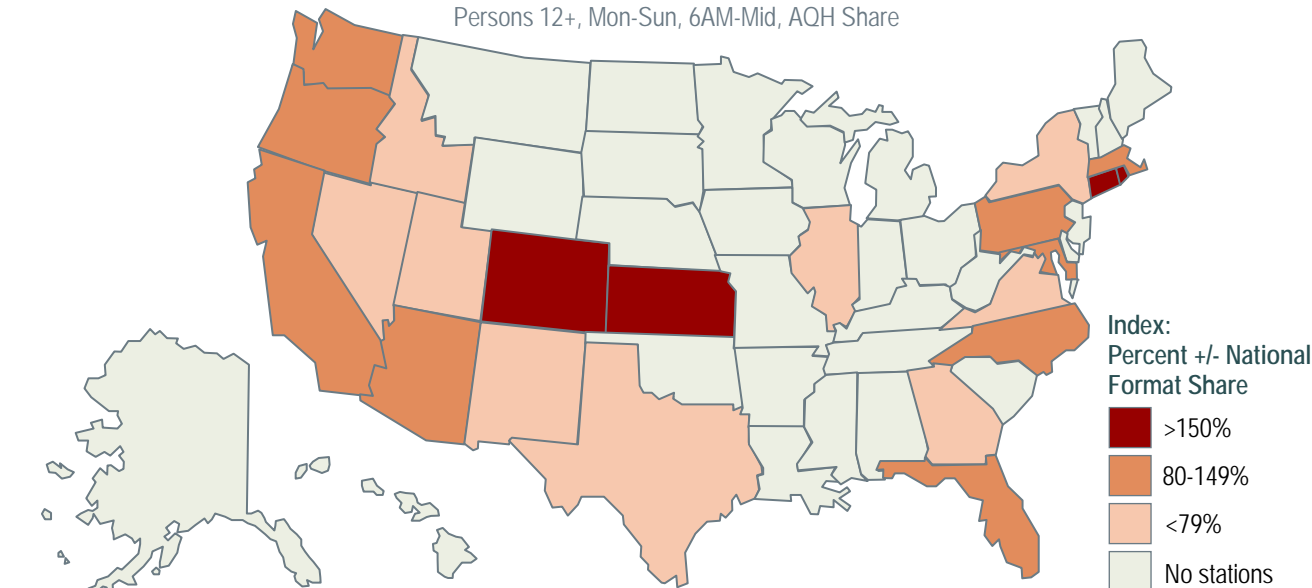 Persons 12+, Mon-Sun, 6AM-Mid, AQH Share
Index:
Percent +/- National
Format Share
>150%
80-149%
<79%
No stations